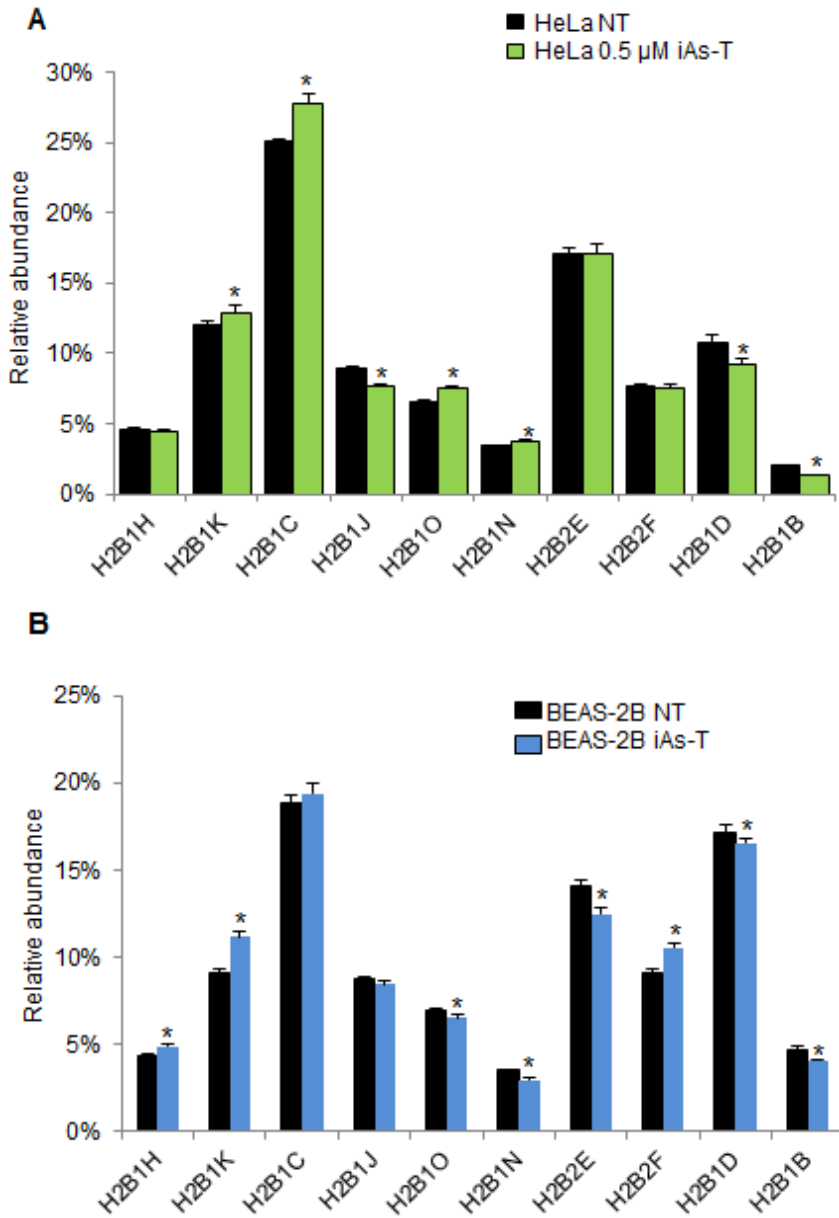 A
HeLa NT
HeLa 0.5 µM iAs-T
Relative abundance
30%
25%
20%
15%
10%
5%
0%
* * * * * * *
H2B1H H2B1K H2B1C H2B1J H2B1O H2B1N H2B2E H2B2F H2B1D H2B1B
B
BEAS-2B NT
BEAS-2B iAs-T
Relative abundance
25%
20%
15%
10%
5%
0%
* * * * * * * *
H2B1H H2B1K H2B1C H2B1J H2B1O H2B1N H2B2E H2B2F H2B1D H2B1B